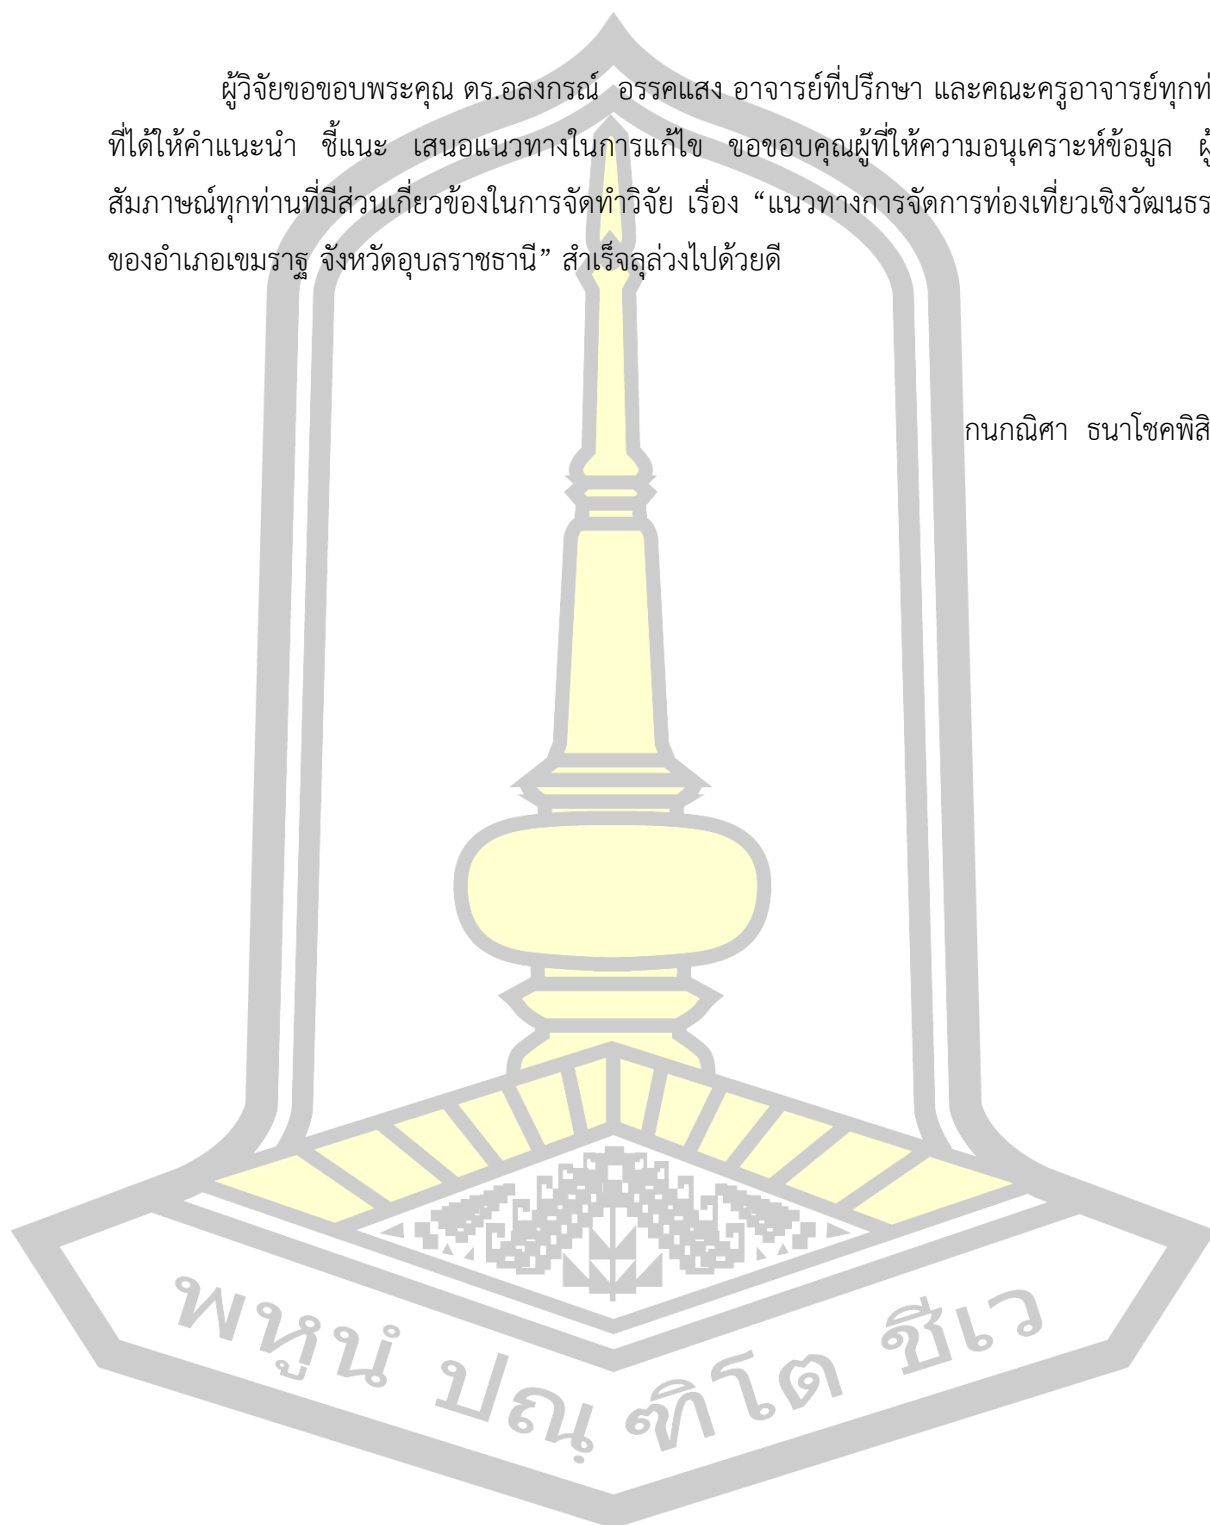 ผู้วิจัยขอขอบพระคุณ ดร.อลงกรณ์ อรรคแสง อาจารย์ที่ปรึกษา และคณะครูอาจารย์ทุกท่
ที่ได้ให้คำแนะนำ ชี้แนะ เสนอแนวทางในการแก้ไข ขอขอบคุณผู้ที่ให้ความอนุเคราะห์ข้อมูล ผู้
สัมภาษณ์ทุกท่านที่มีส่วนเกี่ยวข้องในการจัดทำวิจัย เรื่อง “แนวทางการจัดการท่องเที่ยวเชิงวัฒนธร
ของอำเภอเขมราฐ จังหวัดอุบลราชธานี” สำเร็จลุล่วงไปด้วยดี
กนกณิศา ธนาโชคพิสิ
พหูนํ ปณฺฑิโต ชีเว